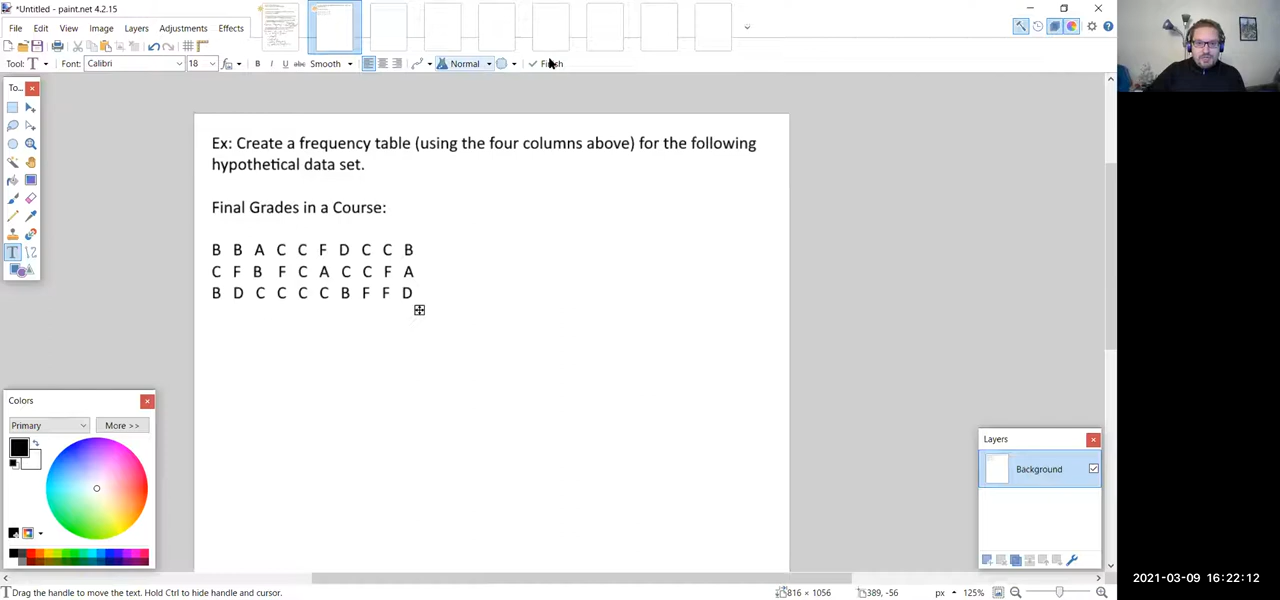 *Untitled - paint.net 4.2.15
File Edit View Image Layers Adjustments Effects
Tool: T Font: Calibri 18 fx B I U abc Smooth Normal Finish
To...
Ex: Create a frequency table (using the four columns above) for the following
hypothetical data set.
Final Grades in a Course:
B B A C C F D C C B
C F B F C A C C F A
B D C C C C B F F D
Colors
Primary More >>
Layers
Background
Drag the handle to move the text. Hold Ctrl to hide handle and cursor.
816 × 1056 389, -56 px 125%
2021-03-09 16:22:12